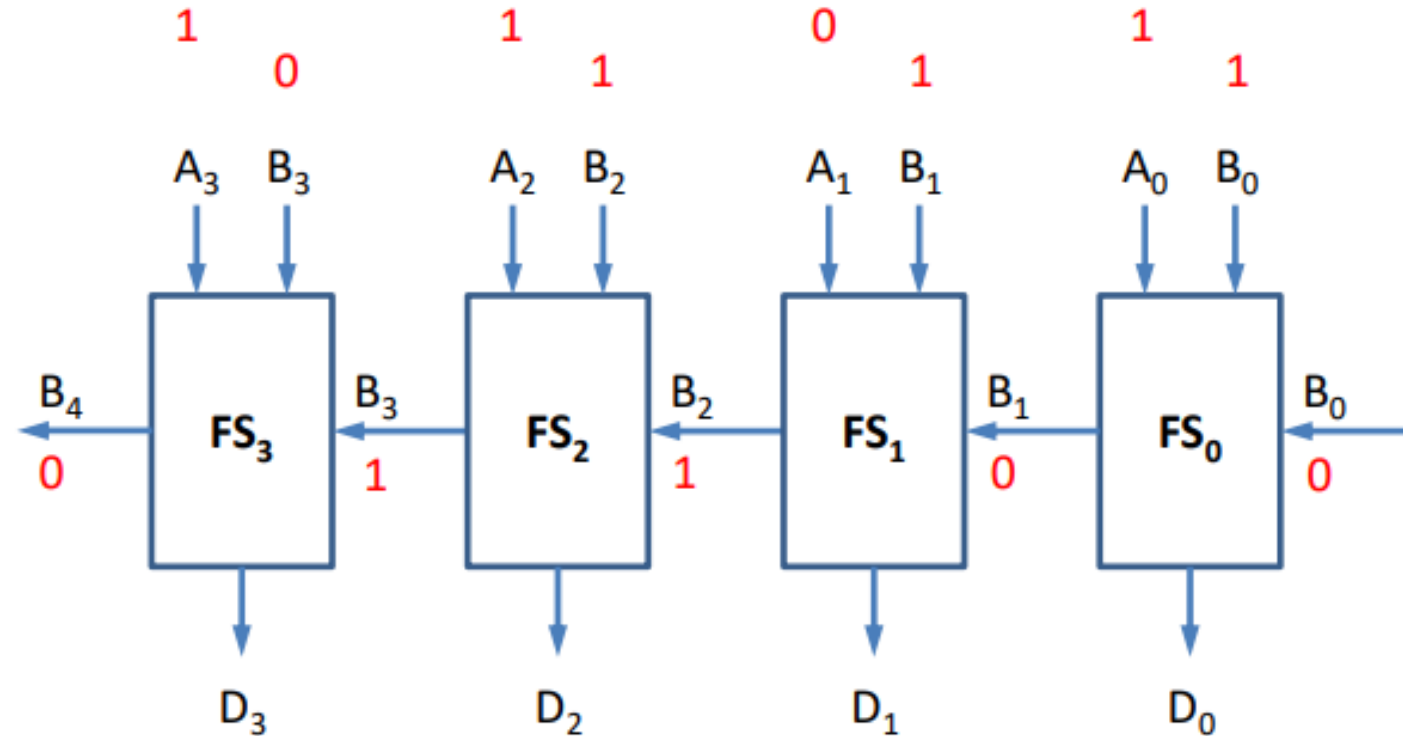 1 1 0 1
0 1 1 1
A₃ B₃ A₂ B₂ A₁ B₁ A₀ B₀
B₄ FS₃ B₃ FS₂ B₂ FS₁ B₁ FS₀ B₀
0 1 1 0 0
D₃ D₂ D₁ D₀